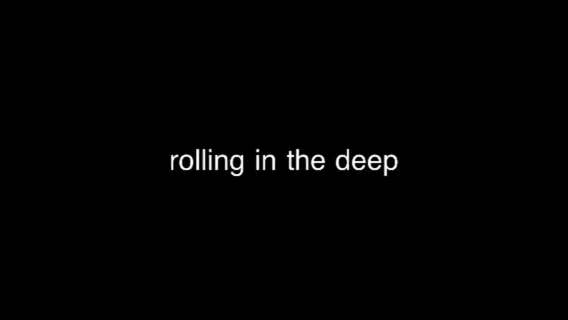 rolling in the deep